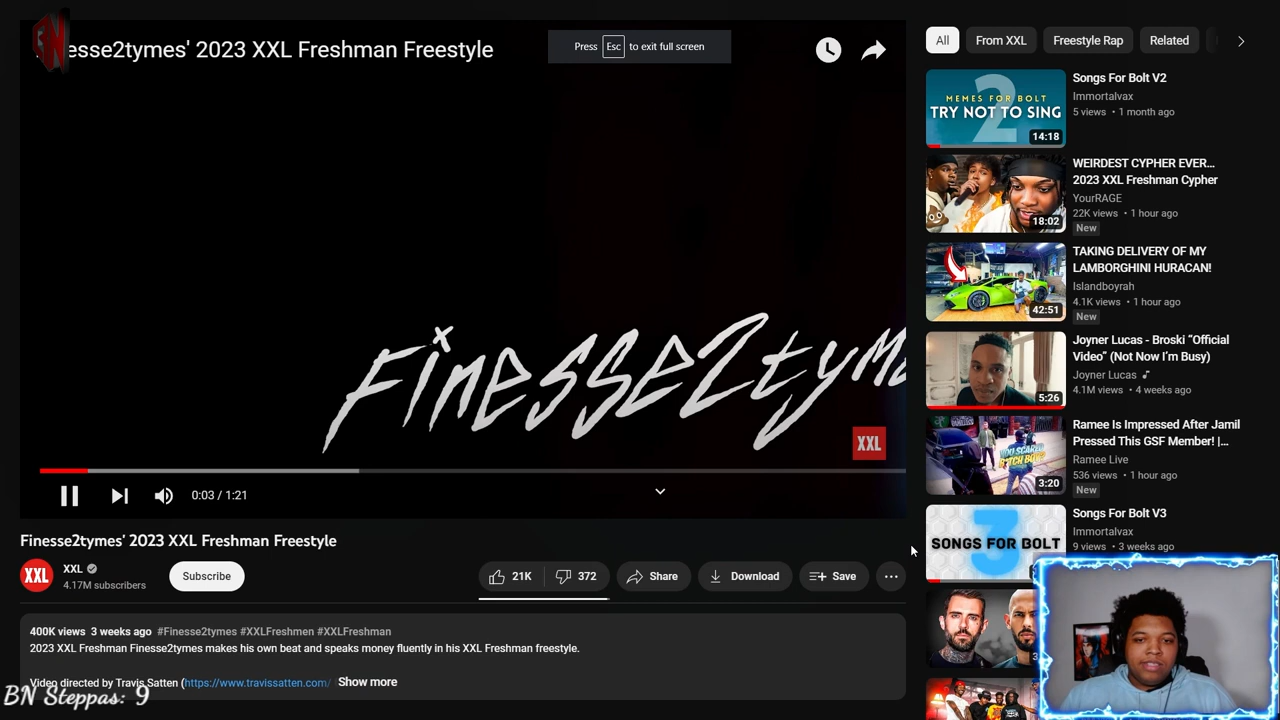 esse2tymes' 2023 XXL Freshman Freestyle
Press Esc to exit full screen
Finesse2tym
XXL
0:03 / 1:21
Finesse2tymes' 2023 XXL Freshman Freestyle
XXL
XXL
4.17M subscribers
Subscribe
21K
372
Share
Download
Save
400K views 3 weeks ago #Finesse2tymes #XXLFreshmen #XXLFreshman
2023 XXL Freshman Finesse2tymes makes his own beat and speaks money fluently in his XXL Freshman freestyle.
Video directed by Travis Satten (https://www.travissatten.com/ Show more
BN Steppas: 9
All From XXL Freestyle Rap Related
2
MEMES FOR BOLT
TRY NOT TO SING
14:18
Songs For Bolt V2
Immortalvax
5 views • 1 month ago
18:02
WEIRDEST CYPHER EVER...
2023 XXL Freshman Cypher
YourRAGE
22K views • 1 hour ago
New
42:51
TAKING DELIVERY OF MY
LAMBORGHINI HURACAN!
Islandboyrah
4.1K views • 1 hour ago
New
5:26
Joyner Lucas - Broski “Official
Video” (Not Now I'm Busy)
Joyner Lucas
4.1M views • 4 weeks ago
3:20
Ramee Is Impressed After Jamil
Pressed This GSF Member! |...
Ramee Live
536 views • 1 hour ago
New
3
SONGS FOR BOLT
Songs For Bolt V3
Immortalvax
9 views • 3 weeks ago